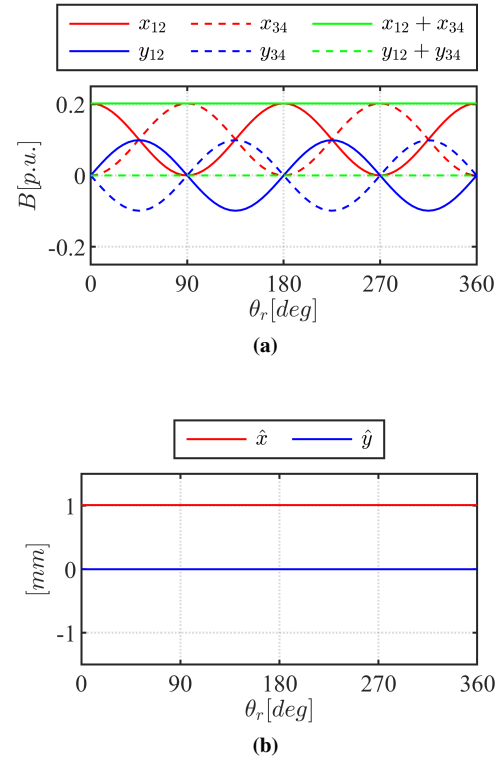 x₁₂ x₃₄ x₁₂ + x₃₄
y₁₂ y₃₄ y₁₂ + y₃₄
B[p.u.]
0.2
0
-0.2
0 90 180 270 360
θᵣ[deg]
(a)
x̂ ŷ
[mm]
1
0
-1
0 90 180 270 360
θᵣ[deg]
(b)